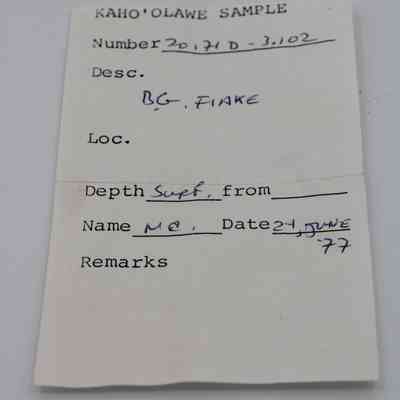 KAHO'OLAWE SAMPLE
Number 20,71 D - 3.102
Desc.
BG. FlAKE
Loc.
Depth Surf. from
Name MC. Date 24, JUNE
'77
Remarks